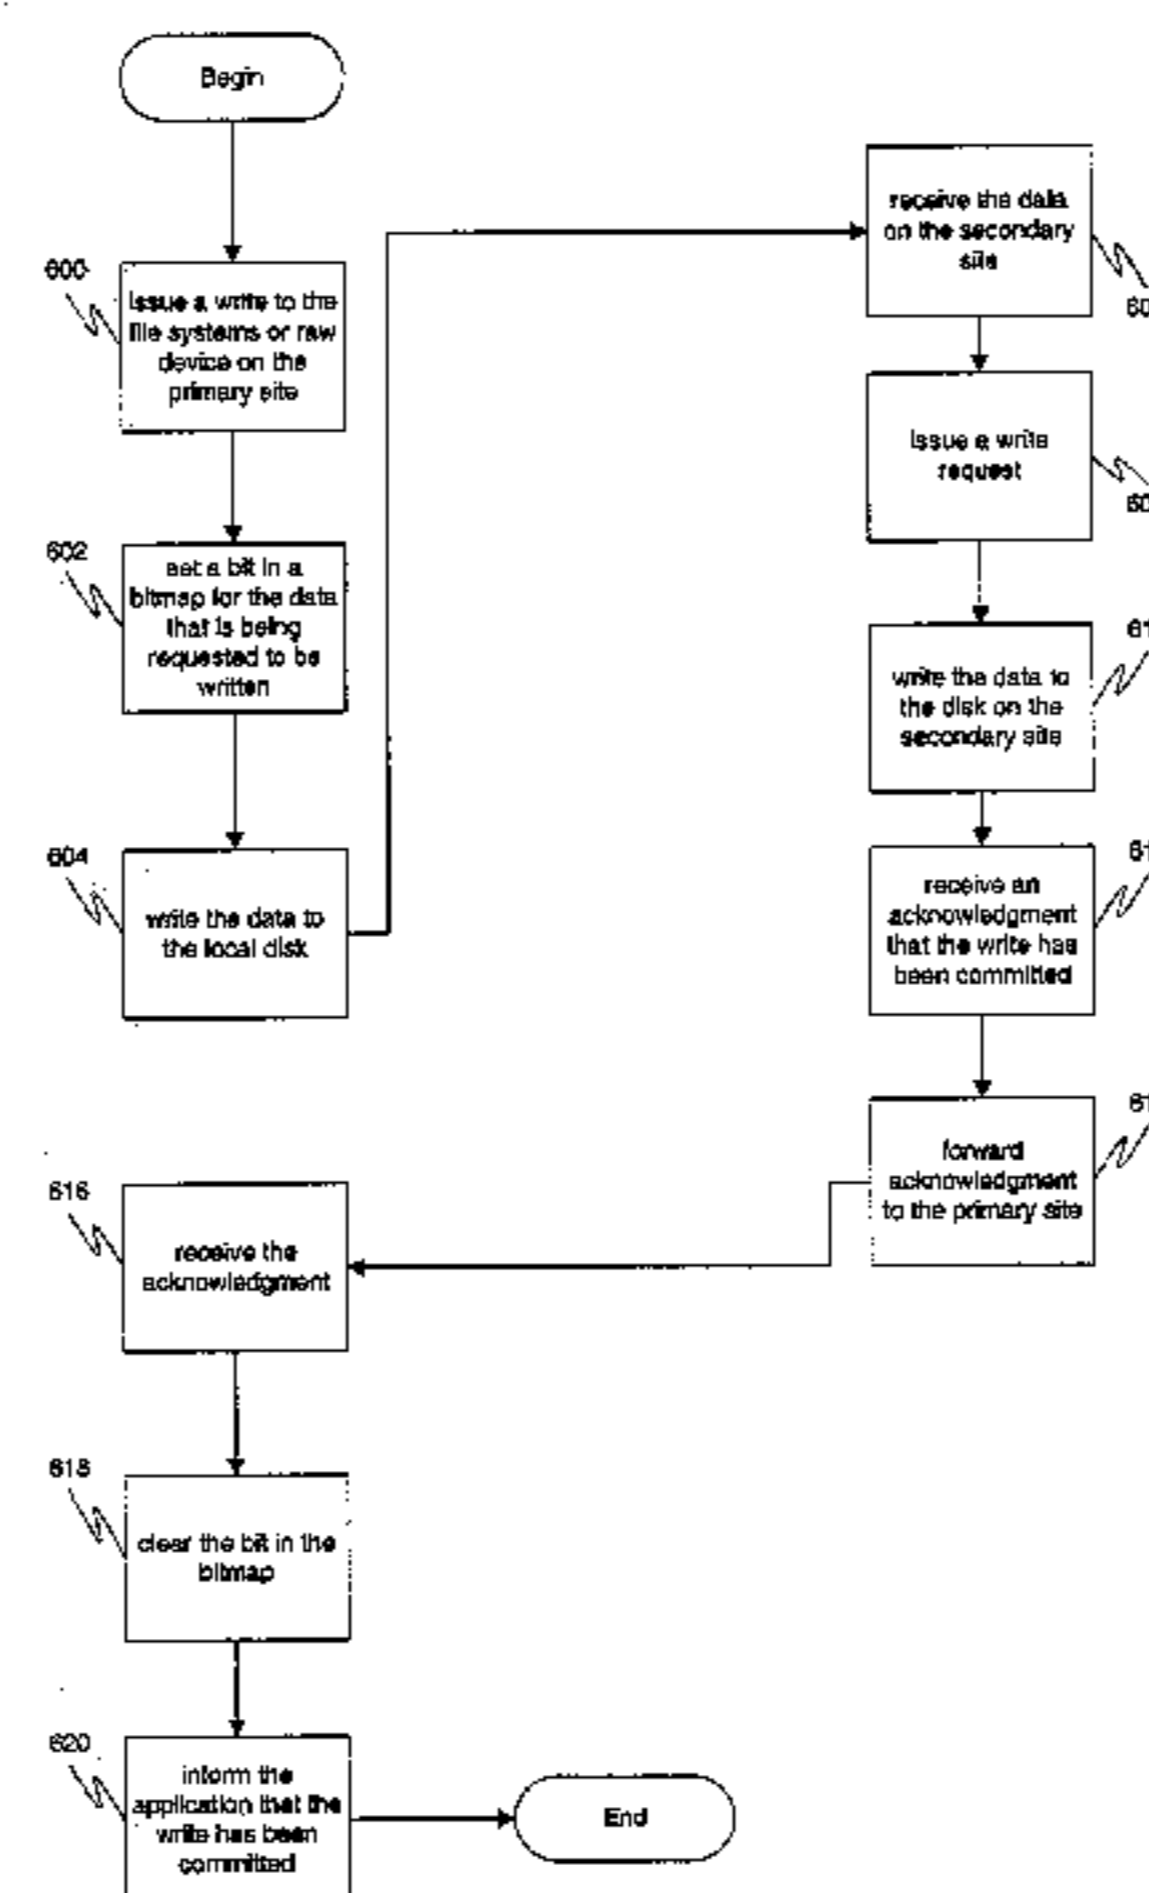 Begin
600
Issue a write to the
file systems or raw
device on the
primary site
602
set a bit in a
bitmap for the data
that is being
requested to be
written
604
write the data to
the local disk
receive the data
on the secondary
site
60
Issue a write
request
60
write the data to
the disk on the
secondary site
61
receive an
acknowledgment
that the write has
been committed
61
forward
acknowledgment
to the primary site
61
616
receive the
acknowledgment
618
clear the bit in the
bitmap
620
inform the
application that the
write has been
committed
End